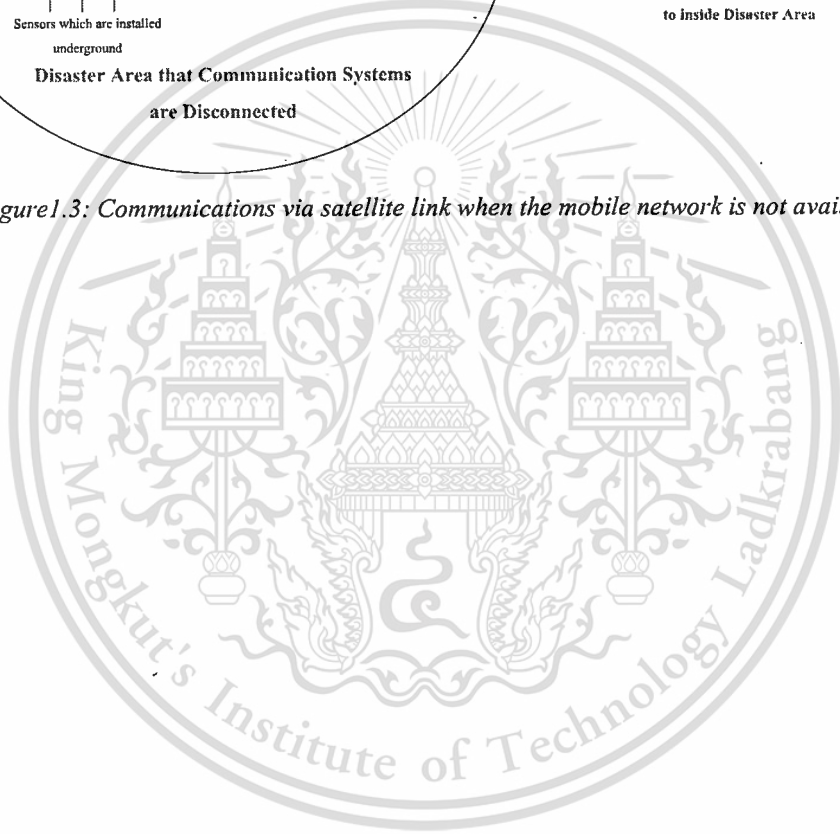 Sensors which are installed
underground
to inside Disaster Area
Disaster Area that Communication Systems
are Disconnected
gure1.3: Communications via satellite link when the mobile network is not avai
King Mongkut's Institute of Technology Ladkrabang